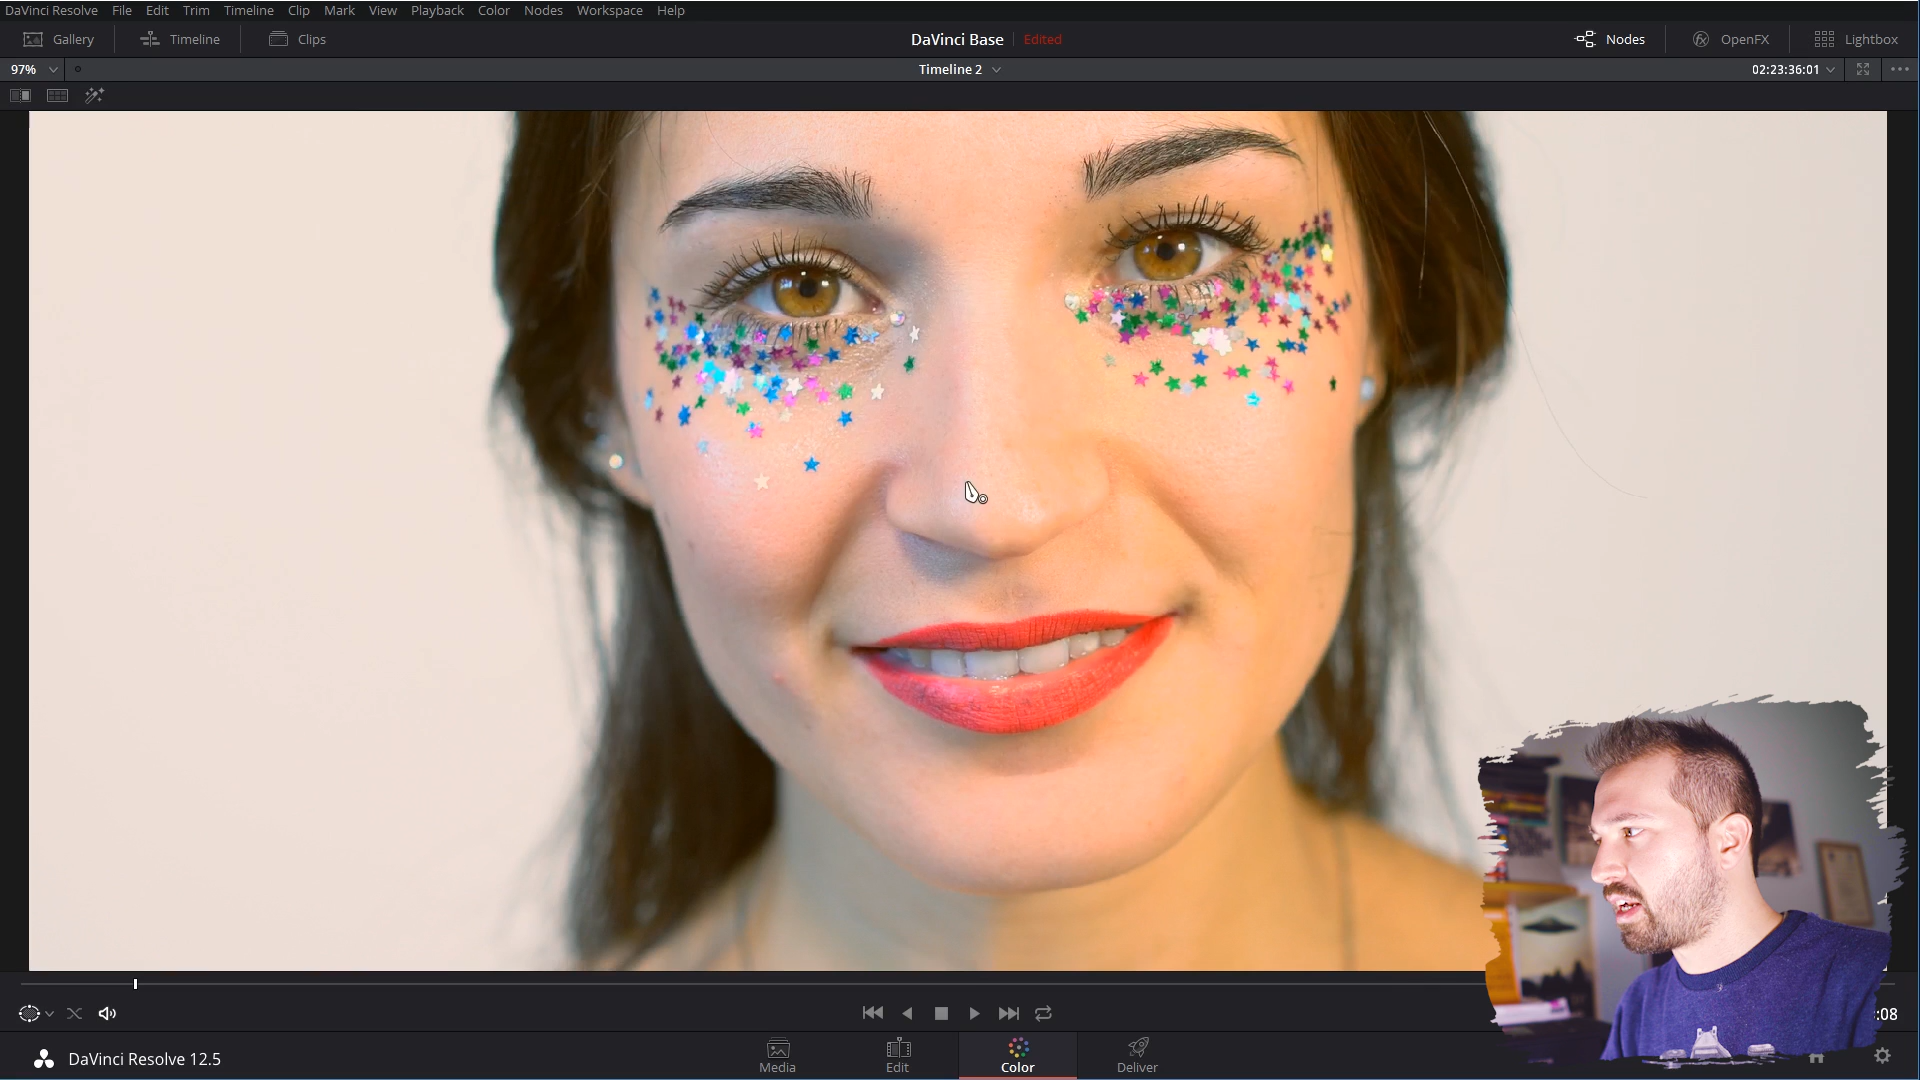 DaVinci Resolve File Edit Trim Timeline Clip Mark View Playback Color Nodes Workspace Help
Gallery Timeline Clips DaVinci Base Edited Nodes OpenFX Lightbox
97% Timeline 2 02:23:36:01
:08
DaVinci Resolve 12.5 Media Edit Color Deliver